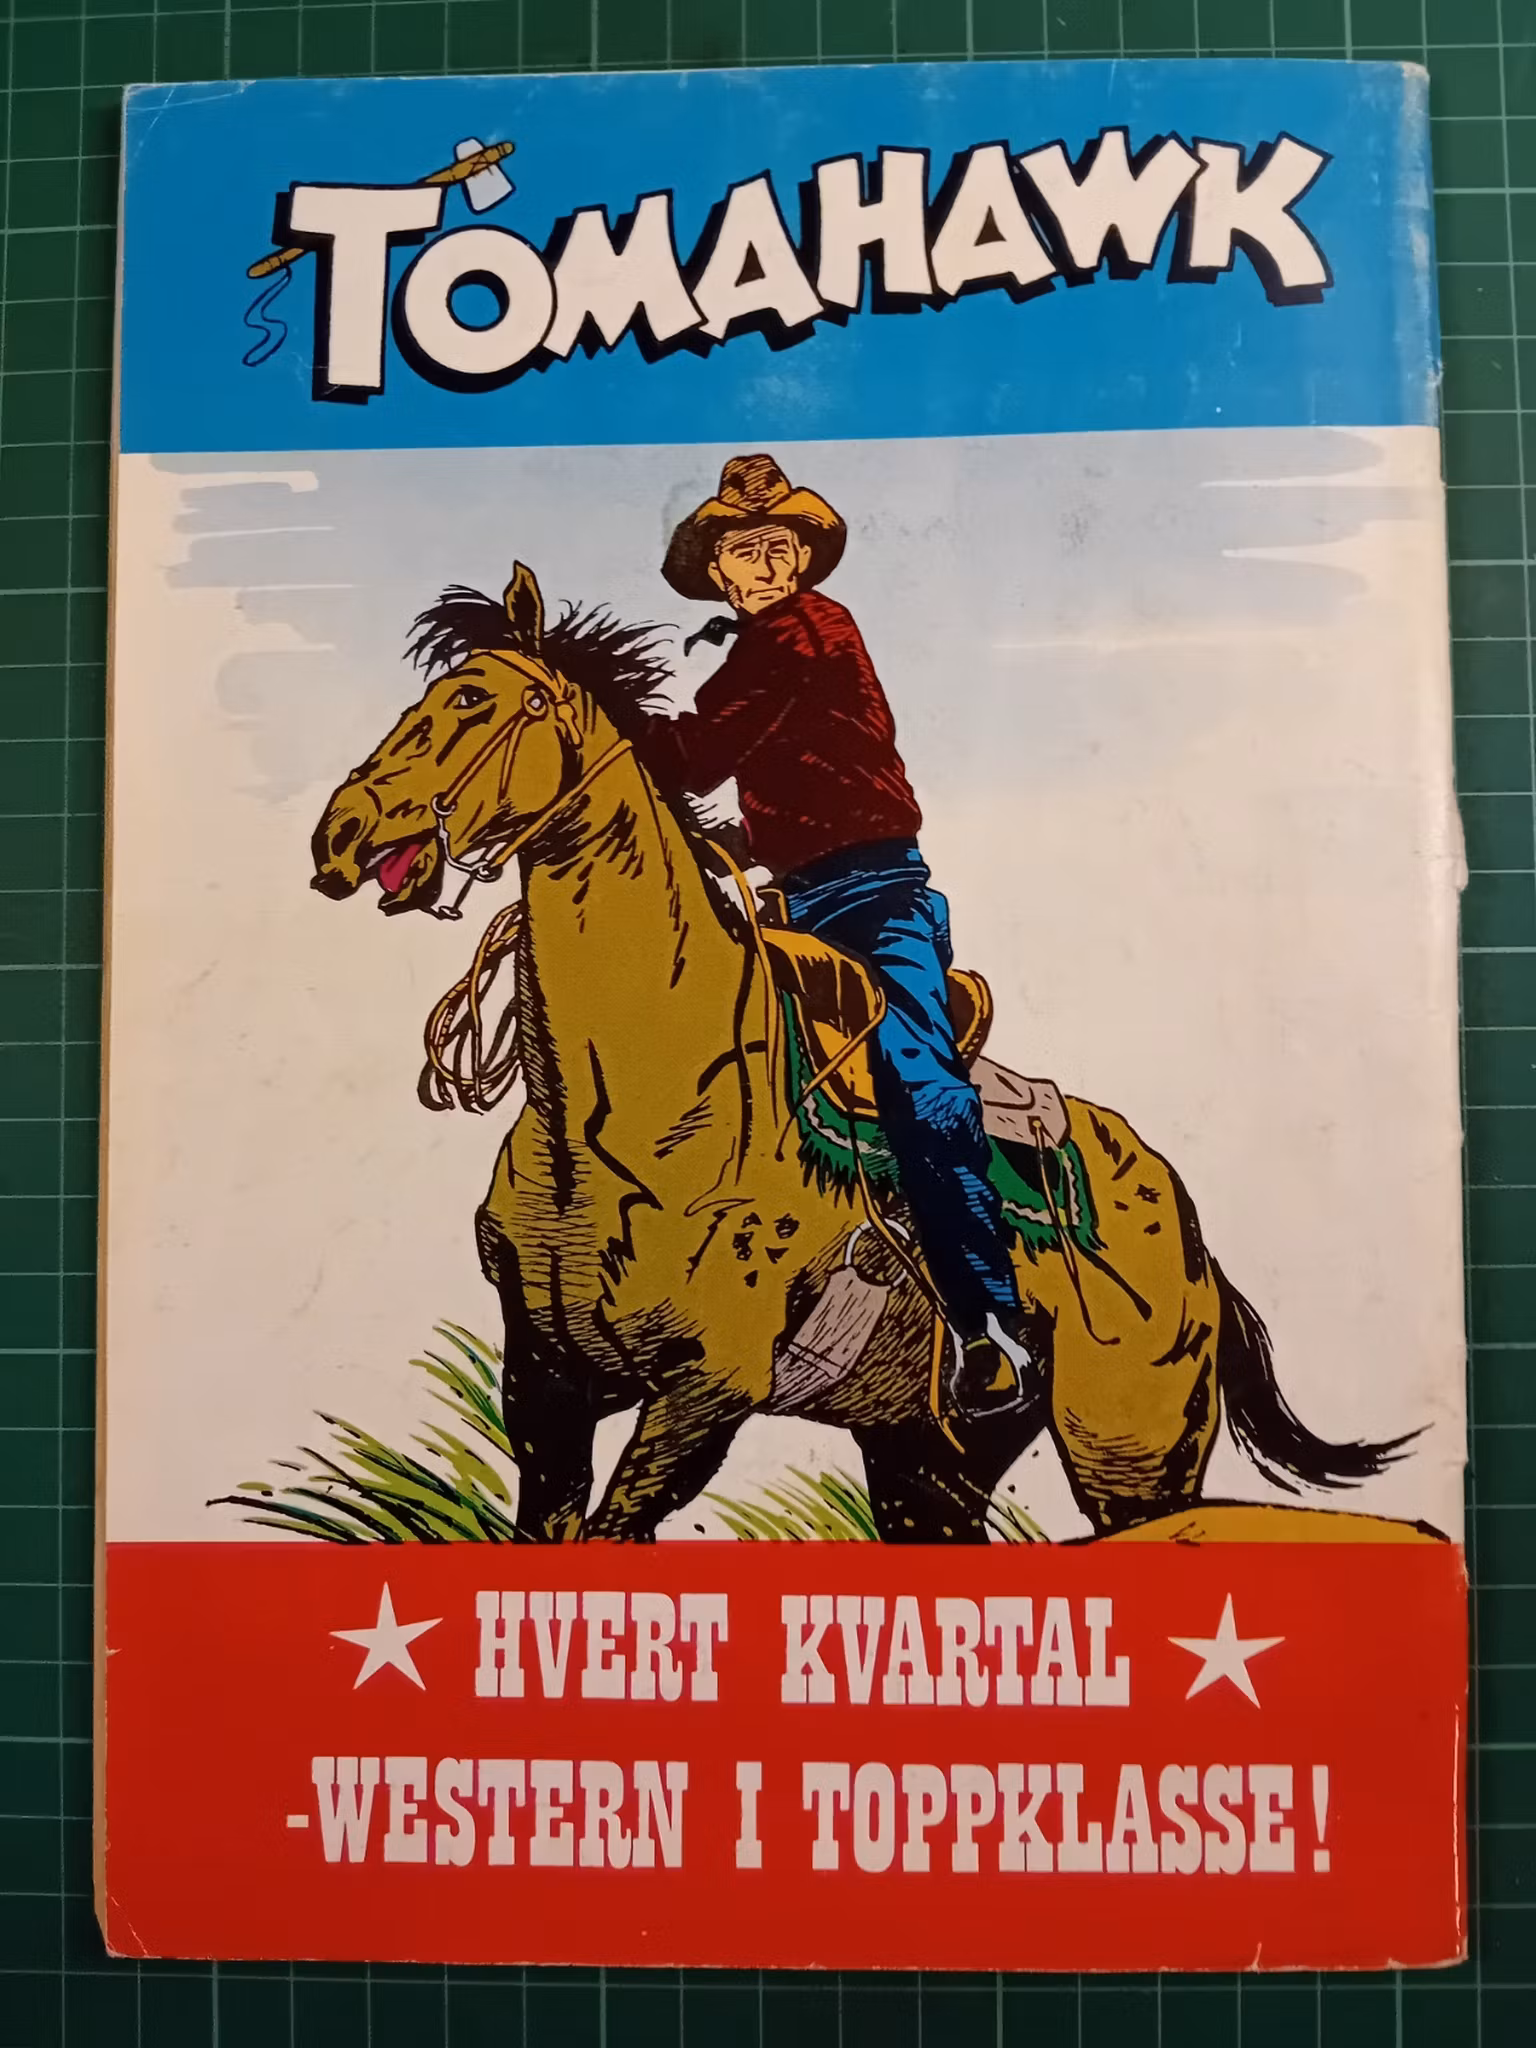 TOMAHAWK
HVERT KVARTAL
-WESTERN I TOPPKLASSE!